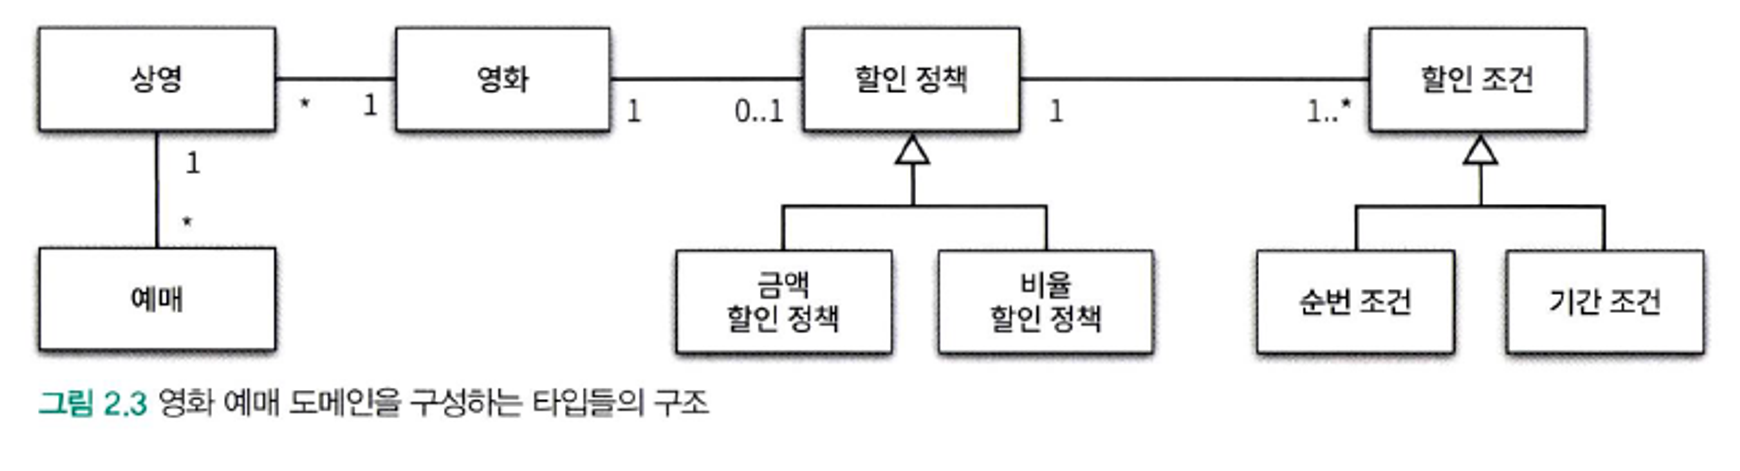 상영
영화
할인 정책
할인 조건
*
1
1
0..1
1
1..*
1
*
예매
금액
할인 정책
비율
할인 정책
순번 조건
기간 조건
그림 2.3 영화 예매 도메인을 구성하는 타입들의 구조